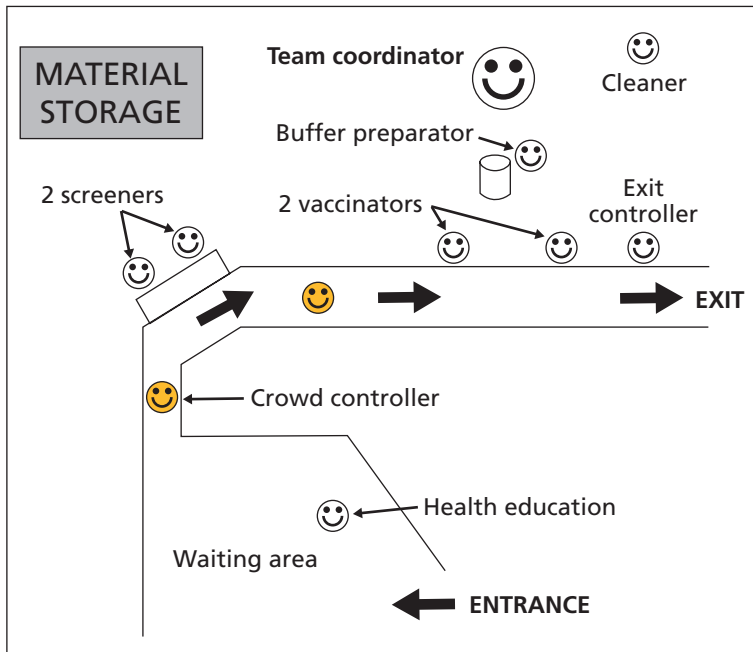 MATERIAL
STORAGE
Team coordinator
Cleaner
Buffer preparator
2 screeners
2 vaccinators
Exit
controller
EXIT
Crowd controller
Health education
Waiting area
ENTRANCE